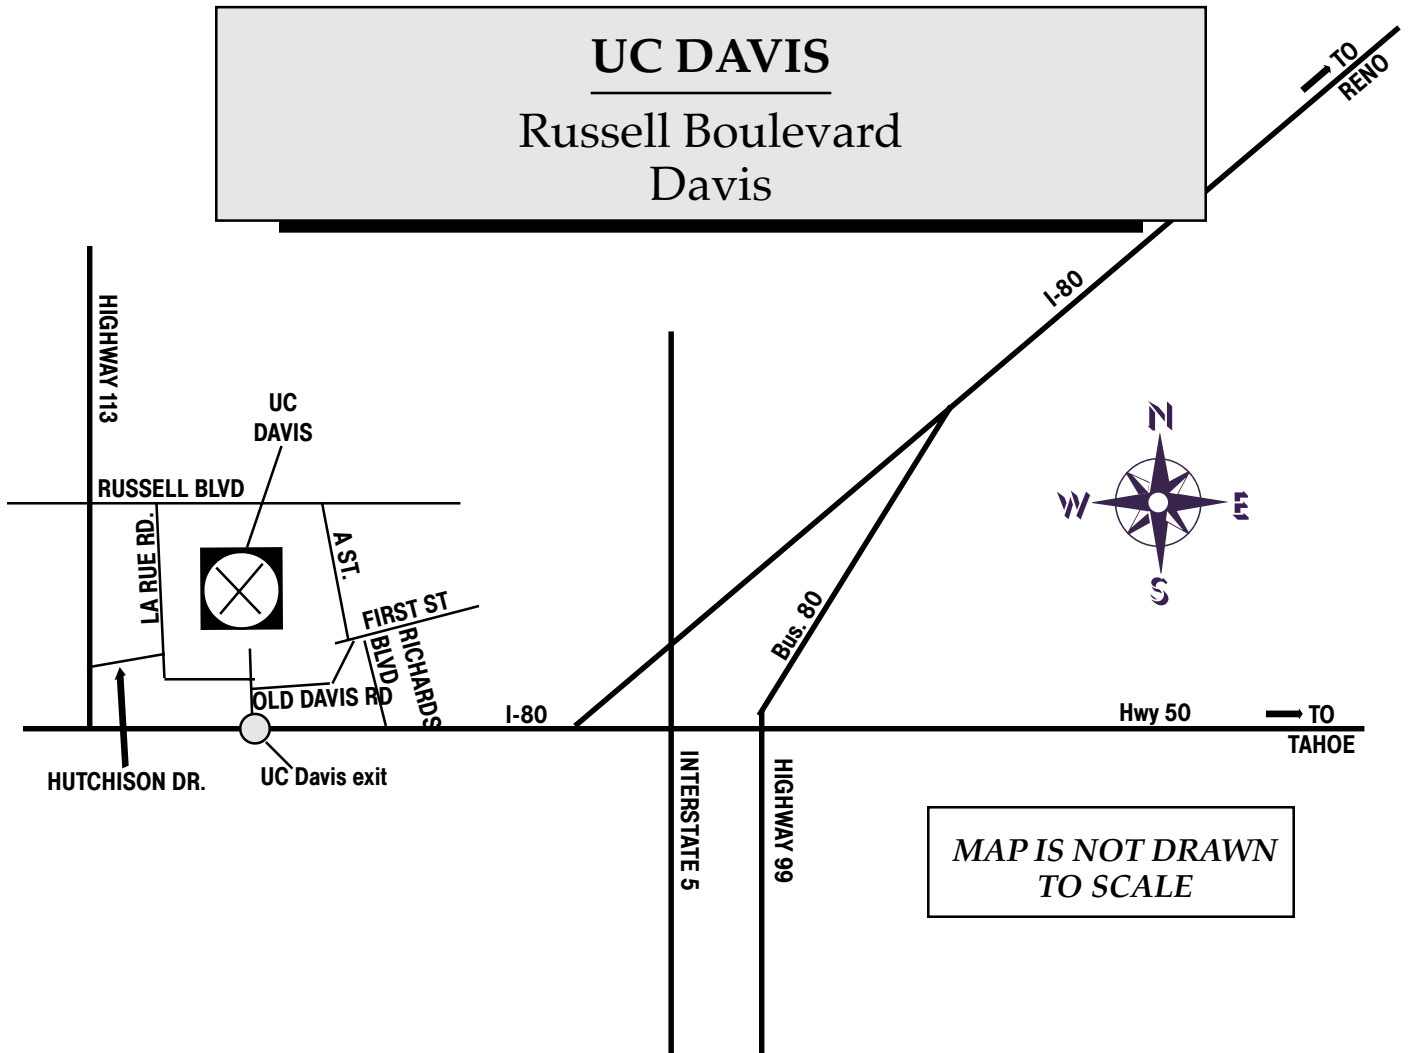 UC DAVIS
Russell Boulevard
Davis
TO
RENO
I-80
HIGHWAY 113
UC
DAVIS
N
W
E
S
RUSSELL BLVD
LA RUE RD.
A ST.
FIRST ST
RICHARDS
BLVD
Bus. 80
OLD DAVIS RD
I-80
Hwy 50
TO
TAHOE
HUTCHISON DR.
UC Davis exit
INTERSTATE 5
HIGHWAY 99
MAP IS NOT DRAWN
TO SCALE